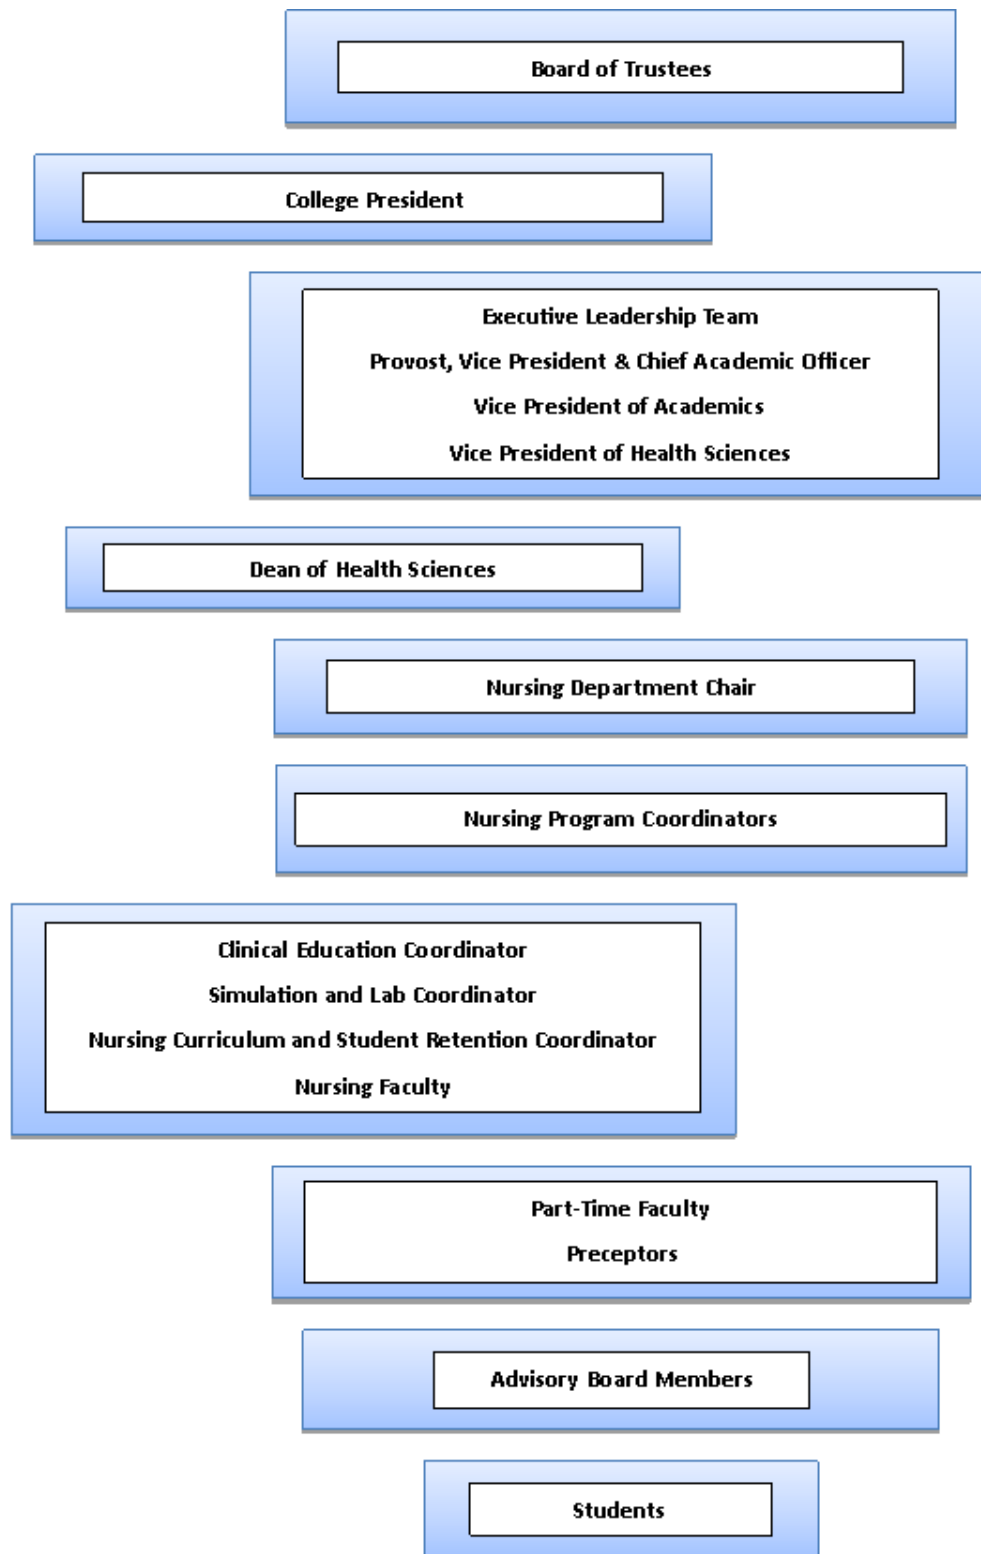 Board of Trustees
College President
Executive Leadership Team
Provost, Vice President & Chief Academic Officer
Vice President of Academics
Vice President of Health Sciences
Dean of Health Sciences
Nursing Department Chair
Nursing Program Coordinators
Clinical Education Coordinator
Simulation and Lab Coordinator
Nursing Curriculum and Student Retention Coordinator
Nursing Faculty
Part-Time Faculty
Preceptors
Advisory Board Members
Students